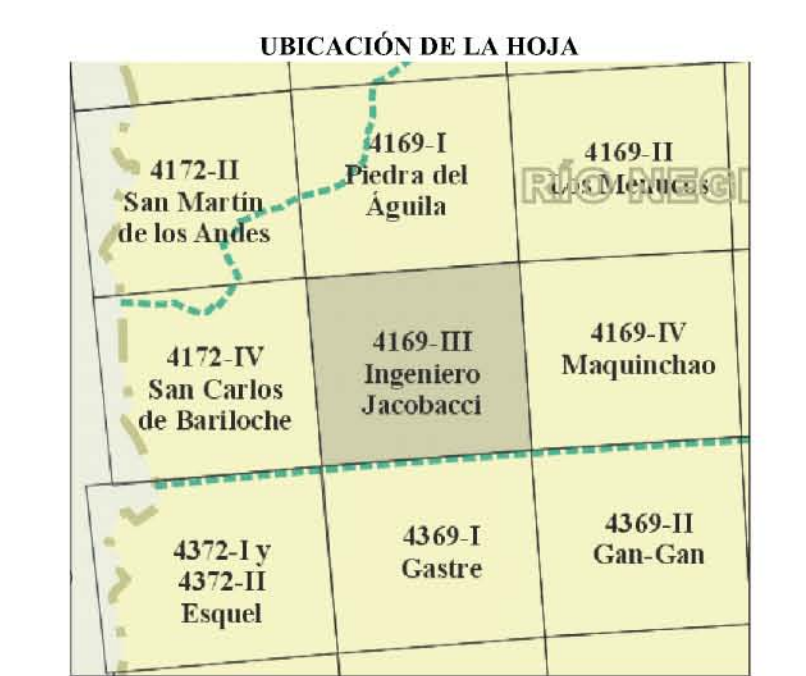 UBICACIÓN DE LA HOJA
4172-II
San Martín
de los Andes
4169-I
Piedra del
Águila
4169-II
Los Menucos
RÍO NEG
4172-IV
San Carlos
de Bariloche
4169-III
Ingeniero
Jacobacci
4169-IV
Maquinchao
4372-I y
4372-II
Esquel
4369-I
Gastre
4369-II
Gan-Gan